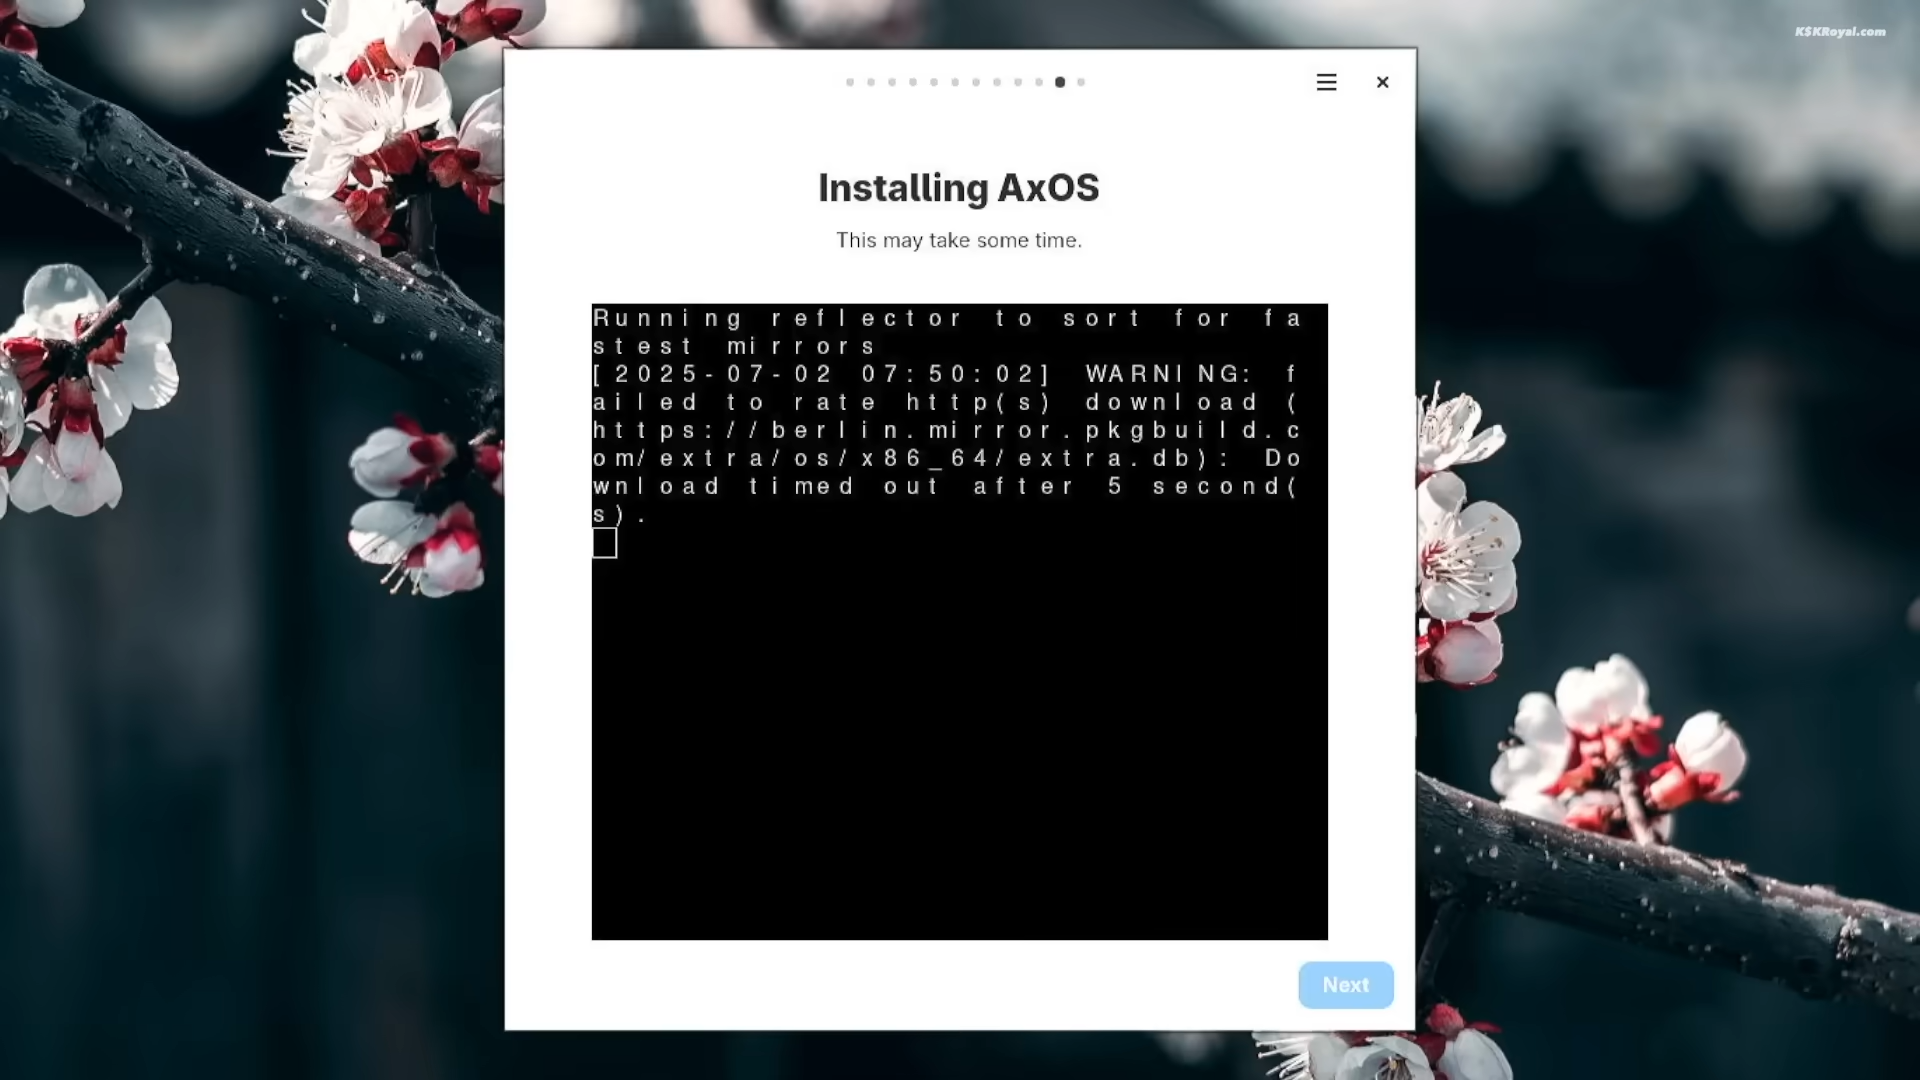 K$KRoyal.com
Installing AxOS
This may take some time.
Running reflector to sort for fa
stest mirrors
[2025-07-02 07:50:02] WARNING: f
ailed to rate http(s) download (
https://berlin.mirror.pkgbuild.c
om/extra/os/x86_64/extra.db): Do
wnload timed out after 5 second(
s).
Next